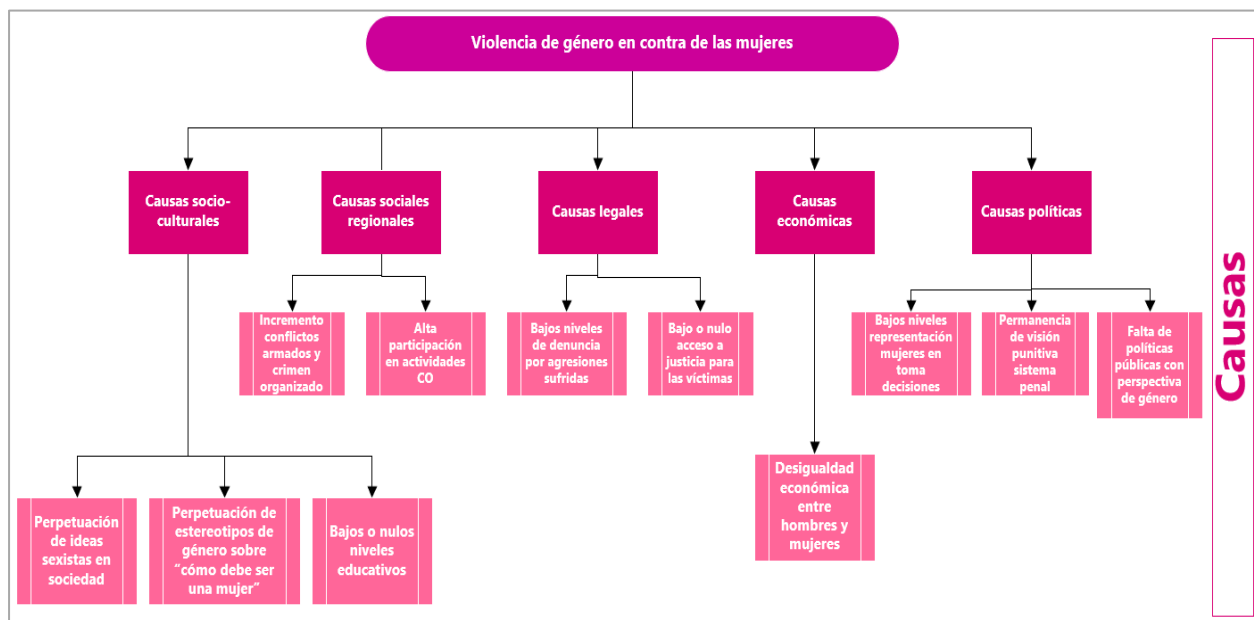 Violencia de género en contra de las mujeres
Causas socio-
culturales
Causas sociales
regionales
Causas legales
Causas
económicas
Causas políticas
Incremento
conflictos
armados y
crimen
organizado
Alta
participación
en actividades
CO
Bajos niveles
de denuncia
por agresiones
sufridas
Bajo o nulo
acceso a
justicia para
las víctimas
Bajos niveles
representación
mujeres en
toma
decisiones
Permanencia
de visión
punitiva
sistema
penal
Falta de
políticas
públicas con
perspectiva
de género
Desigualdad
económica
entre
hombres y
mujeres
Perpetuación
de ideas
sexistas en
sociedad
Perpetuación de
estereotipos de
género sobre
“cómo debe ser
una mujer”
Bajos o nulos
niveles
educativos
Causas